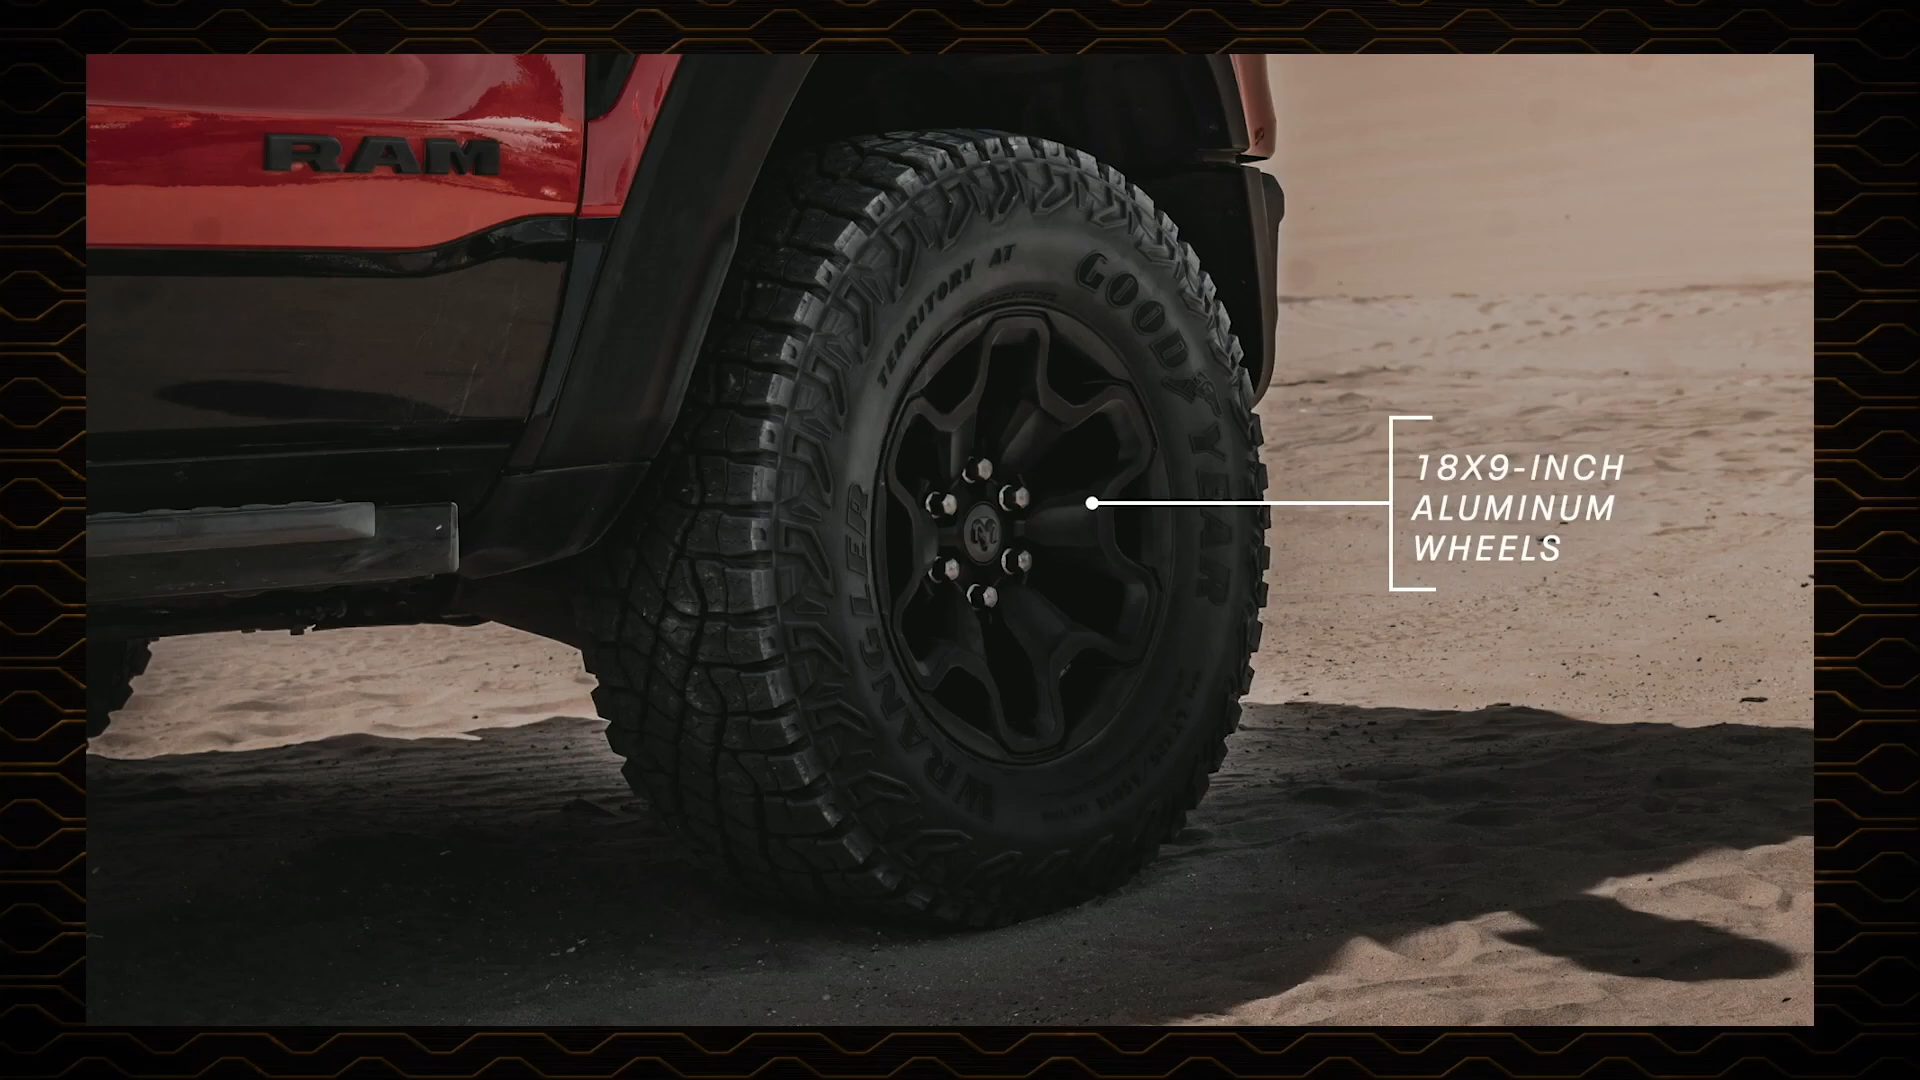 RAM
TERRITORY AT
GOODYEAR
WRANGLER
18X9-INCH
ALUMINUM
WHEELS